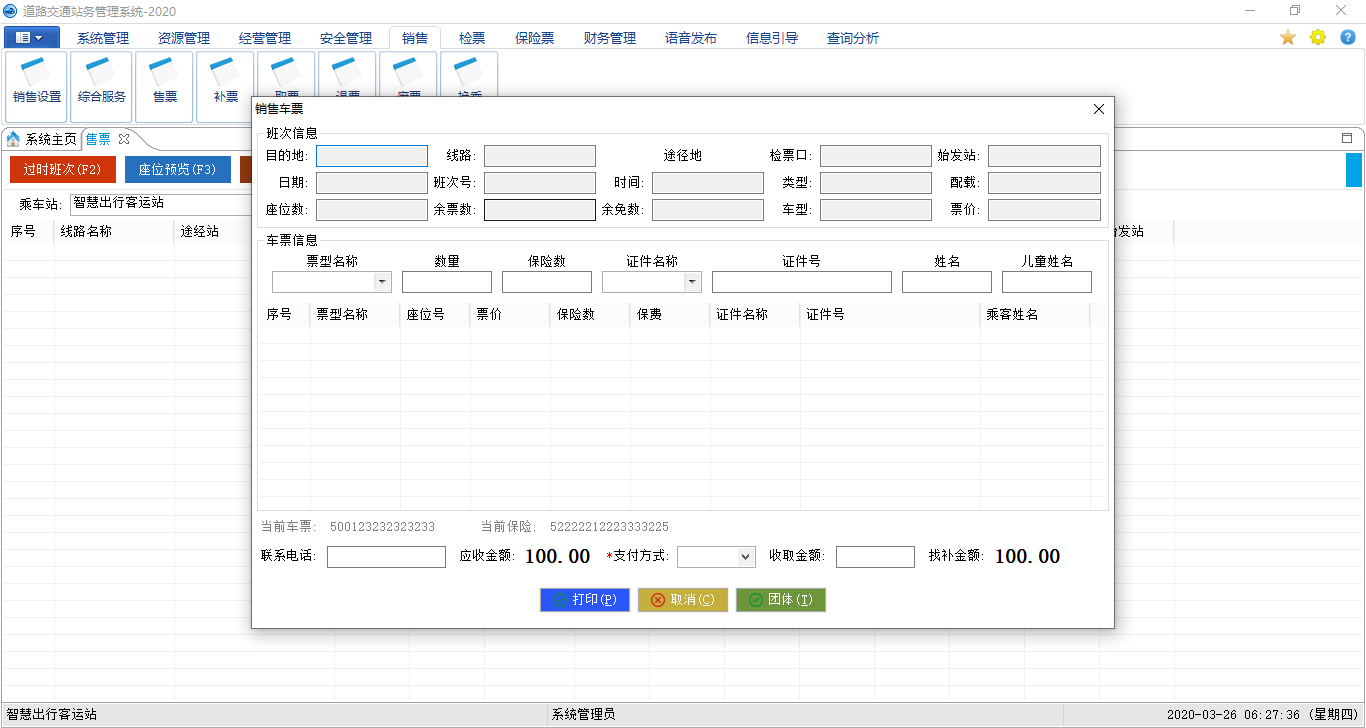 道路交通站务管理系统-2020
系统管理 资源管理 经营管理 安全管理 销售 检票 保险票 财务管理 语音发布 信息引导 查询分析
销售设置 综合服务 售票 补票
系统主页 售票
过时班次(F2) 座位预览(F3)
乘车站: 智慧出行客运站
序号 线路名称 途经站 始发站
销售车票
班次信息
目的地: 线路: 途径地 检票口: 始发站:
日期: 班次号: 时间: 类型: 配载:
座位数: 余票数: 余免数: 车型: 票价:
车票信息
票型名称 数量 保险数 证件名称 证件号 姓名 儿童姓名
序号 票型名称 座位号 票价 保险数 保费 证件名称 证件号 乘客姓名
当前车票: 500123232323233 当前保险: 52222212223333225
联系电话: 应收金额: 100.00 *支付方式: 收取金额: 找补金额: 100.00
打印(P) 取消(C) 团体(T)
智慧出行客运站 系统管理员 2020-03-26 06:27:36 (星期四)